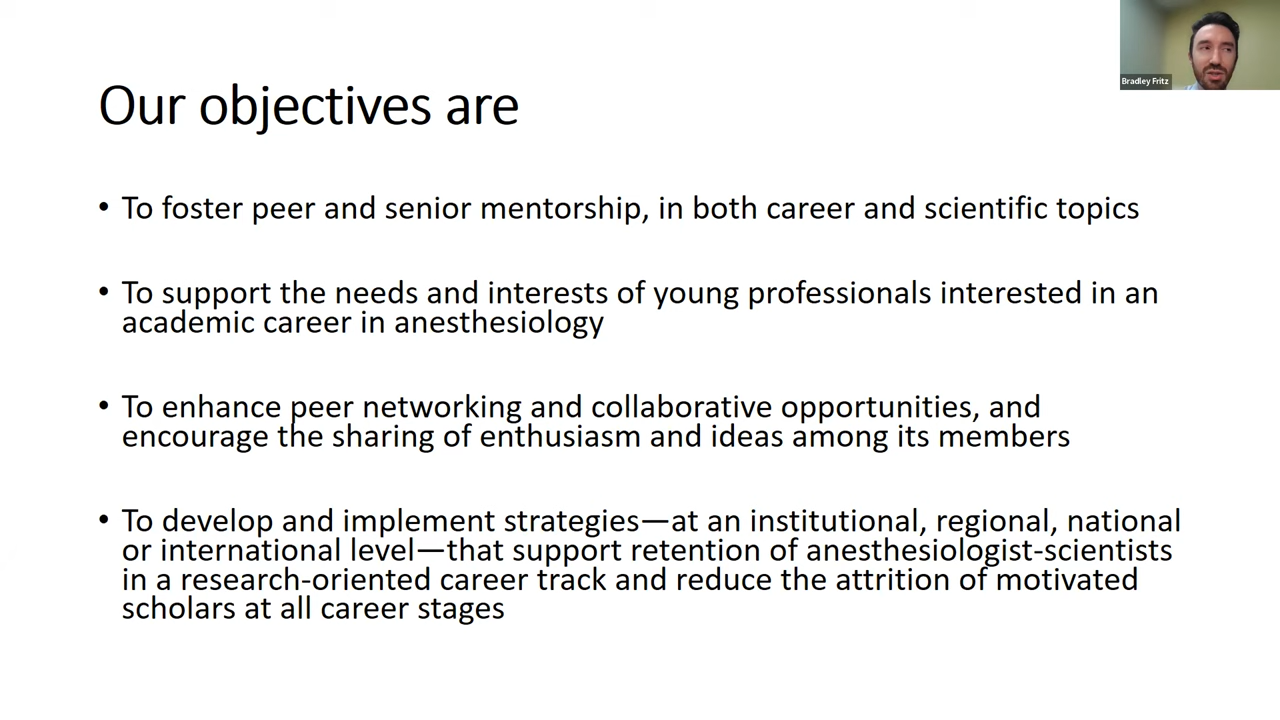 Bradley Fritz
Our objectives are
• To foster peer and senior mentorship, in both career and scientific topics
• To support the needs and interests of young professionals interested in an
academic career in anesthesiology
• To enhance peer networking and collaborative opportunities, and
encourage the sharing of enthusiasm and ideas among its members
• To develop and implement strategies—at an institutional, regional, national
or international level—that support retention of anesthesiologist-scientists
in a research-oriented career track and reduce the attrition of motivated
scholars at all career stages